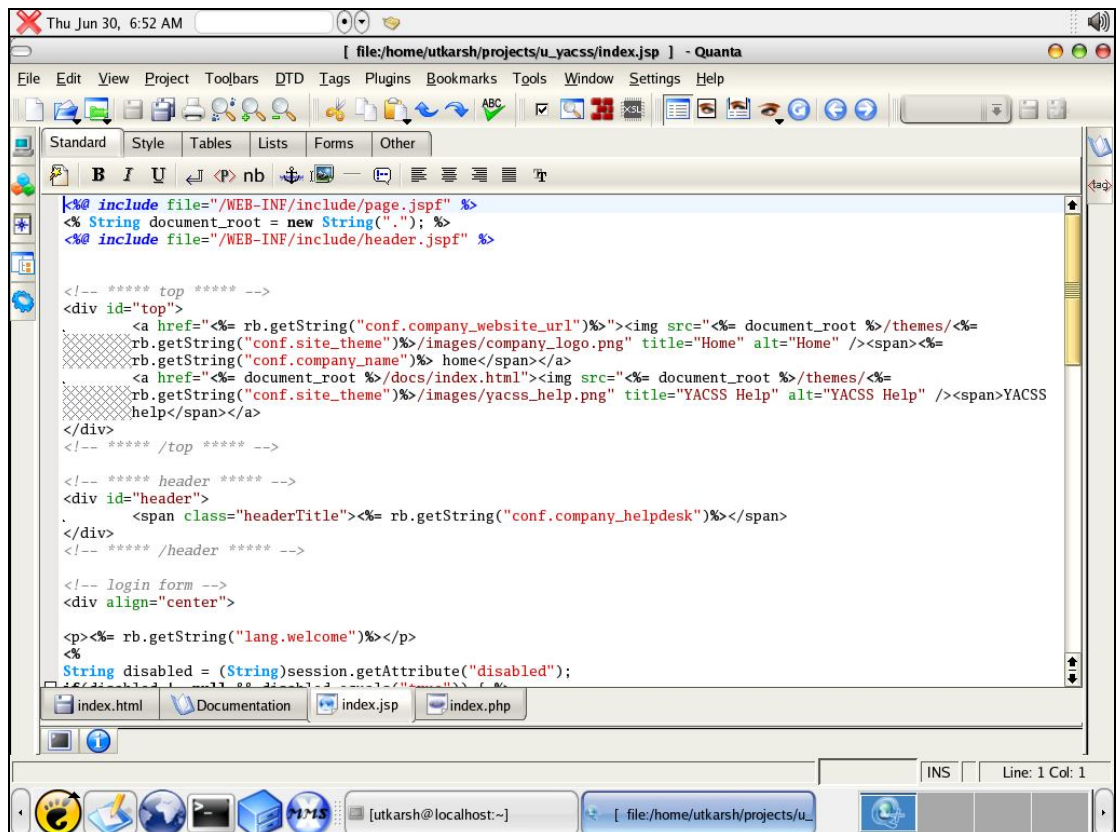 Thu Jun 30, 6:52 AM
[ file:/home/utkarsh/projects/u_yacss/index.jsp ] - Quanta
File Edit View Project Toolbars DTD Tags Plugins Bookmarks Tools Window Settings Help
ABC
XSL
Standard Style Tables Lists Forms Other
B I U <P> nb
<tag>
<%@ include file="/WEB-INF/include/page.jspf" %>
<% String document_root = new String("."); %>
<%@ include file="/WEB-INF/include/header.jspf" %>
<!-- ***** top ***** -->
<div id="top">
<a href="<%= rb.getString("conf.company_website_url")%>"><img src="<%= document_root %>/themes/<%=
rb.getString("conf.site_theme")%>/images/company_logo.png" title="Home" alt="Home" /><span><%=
rb.getString("conf.company_name")%> home</span></a>
<a href="<%= document_root %>/docs/index.html"><img src="<%= document_root %>/themes/<%=
rb.getString("conf.site_theme")%>/images/yacss_help.png" title="YACSS Help" alt="YACSS Help" /><span>YACSS
help</span></a>
</div>
<!-- ***** /top ***** -->
<!-- ***** header ***** -->
<div id="header">
<span class="headerTitle"><%= rb.getString("conf.company_helpdesk")%></span>
</div>
<!-- ***** /header ***** -->
<!-- login form -->
<div align="center">
<p><%= rb.getString("lang.welcome")%></p>
<%
String disabled = (String)session.getAttribute("disabled");
index.html Documentation index.jsp index.php
INS Line: 1 Col: 1
MMS [utkarsh@localhost:~] [ file:/home/utkarsh/projects/u_